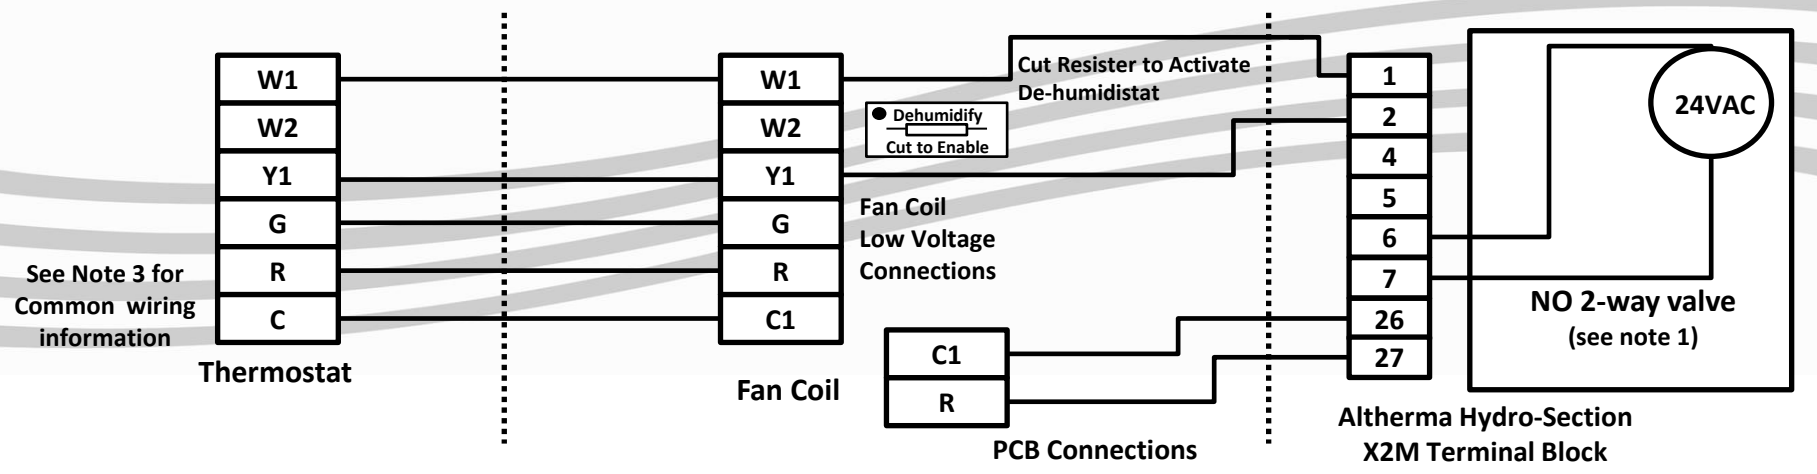 See Note 3 for
Common wiring
information
W1
W2
Y1
G
R
C
Thermostat
W1
W2
Y1
G
R
C1
Fan Coil
Cut Resister to Activate
De-humidistat
Dehumidify
Cut to Enable
Fan Coil
Low Voltage
Connections
C1
R
PCB Connections
1
2
4
5
6
7
26
27
Altherma Hydro-Section
X2M Terminal Block
24VAC
NO 2-way valve
(see note 1)